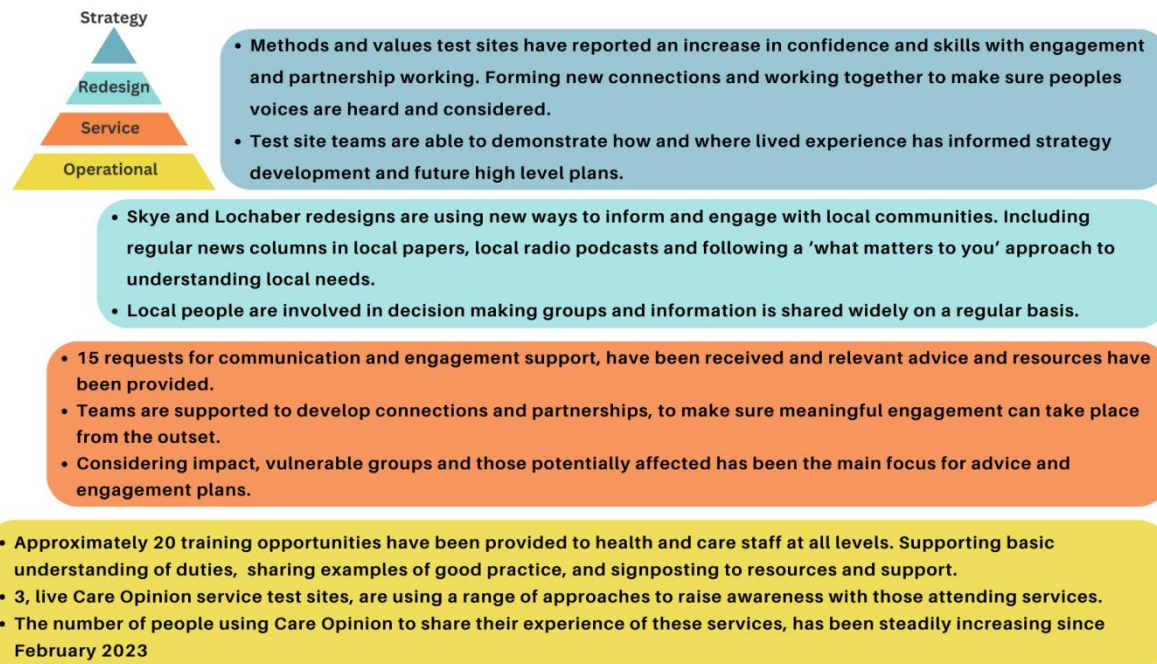 Strategy
Redesign
Service
Operational
• Methods and values test sites have reported an increase in confidence and skills with engagement
and partnership working. Forming new connections and working together to make sure peoples
voices are heard and considered.
• Test site teams are able to demonstrate how and where lived experience has informed strategy
development and future high level plans.
• Skye and Lochaber redesigns are using new ways to inform and engage with local communities. Including
regular news columns in local papers, local radio podcasts and following a ‘what matters to you’ approach to
understanding local needs.
• Local people are involved in decision making groups and information is shared widely on a regular basis.
• 15 requests for communication and engagement support, have been received and relevant advice and resources have
been provided.
• Teams are supported to develop connections and partnerships, to make sure meaningful engagement can take place
from the outset.
• Considering impact, vulnerable groups and those potentially affected has been the main focus for advice and
engagement plans.
• Approximately 20 training opportunities have been provided to health and care staff at all levels. Supporting basic
understanding of duties, sharing examples of good practice, and signposting to resources and support.
• 3, live Care Opinion service test sites, are using a range of approaches to raise awareness with those attending services.
• The number of people using Care Opinion to share their experience of these services, has been steadily increasing since
February 2023